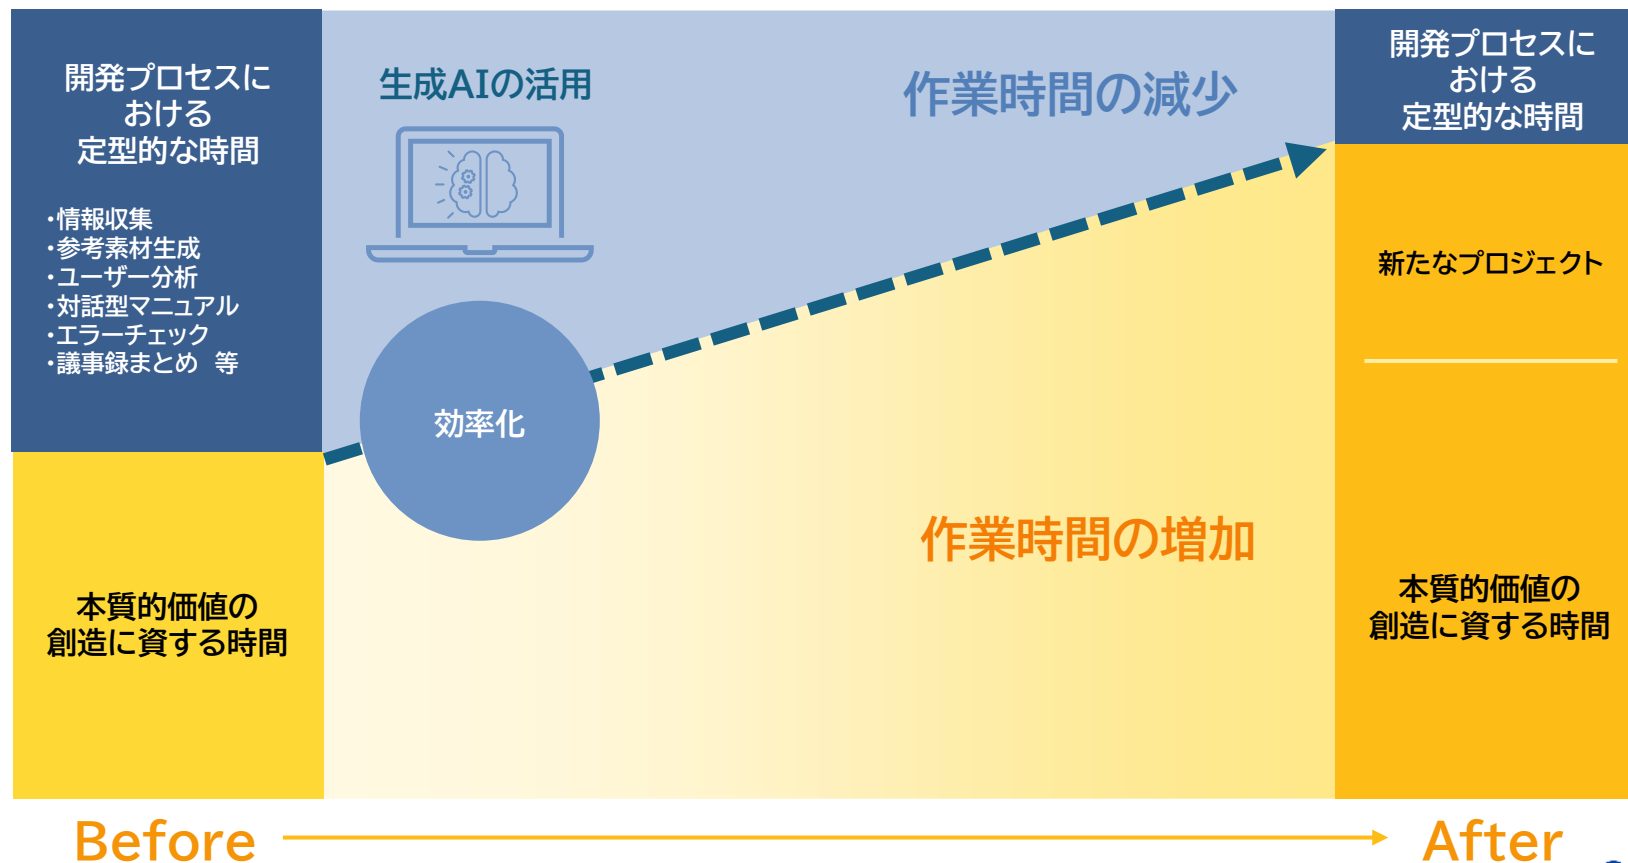 開発プロセスに
おける
定型的な時間
・情報収集
・参考素材生成
・ユーザー分析
・対話型マニュアル
・エラーチェック
・議事録まとめ 等
本質的価値の
創造に資する時間
生成AIの活用
効率化
作業時間の減少
作業時間の増加
開発プロセスに
おける
定型的な時間
新たなプロジェクト
本質的価値の
創造に資する時間
Before
After